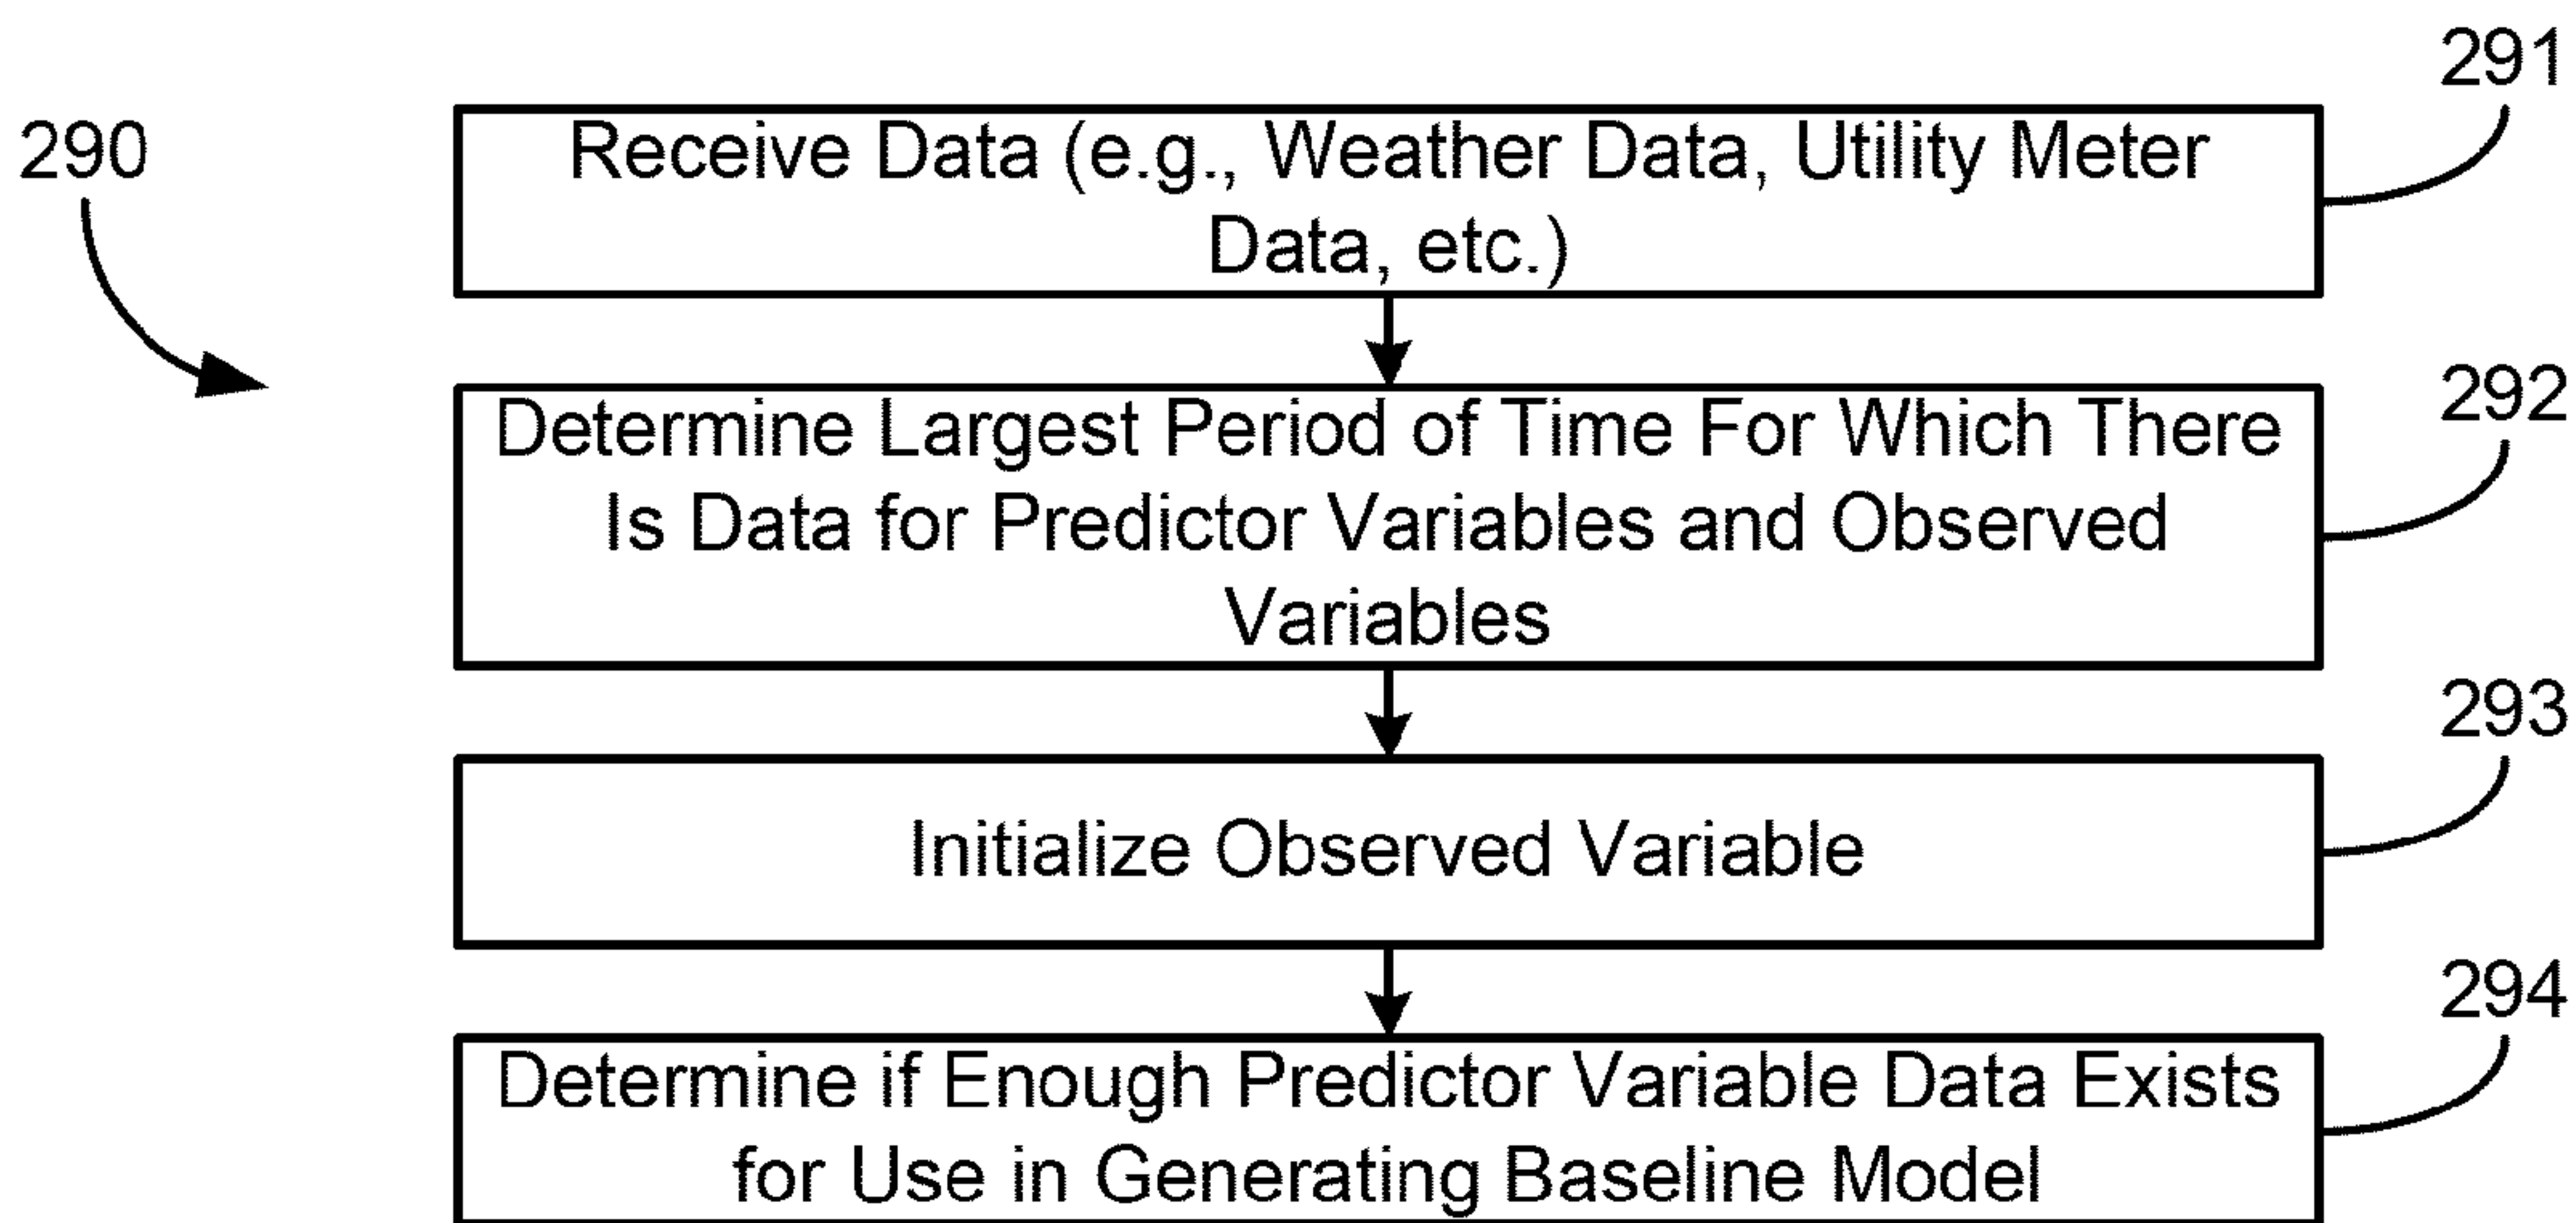 291
290
Receive Data (e.g., Weather Data, Utility Meter
Data, etc.)
292
Determine Largest Period of Time For Which There
Is Data for Predictor Variables and Observed
Variables
293
Initialize Observed Variable
294
Determine if Enough Predictor Variable Data Exists
for Use in Generating Baseline Model